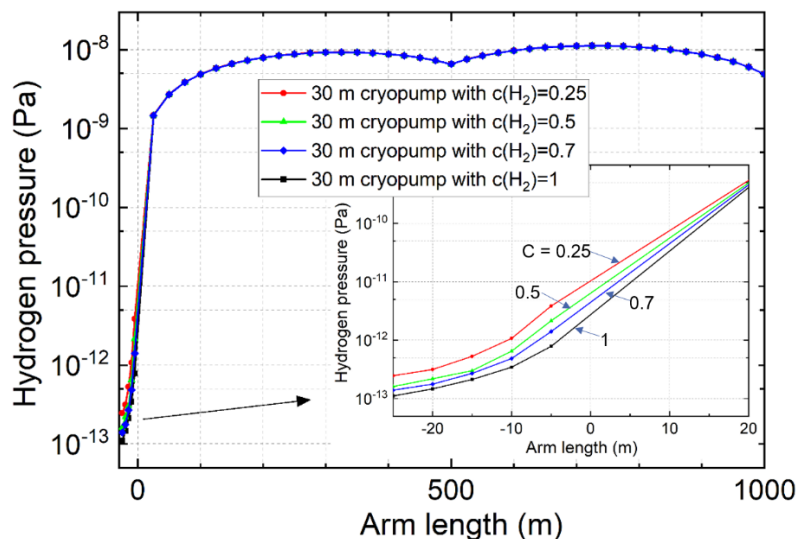 Hydrogen pressure (Pa)
10⁻⁸
10⁻⁹
10⁻¹⁰
10⁻¹¹
10⁻¹²
10⁻¹³
0
500
1000
Arm length (m)
30 m cryopump with c(H₂)=0.25
30 m cryopump with c(H₂)=0.5
30 m cryopump with c(H₂)=0.7
30 m cryopump with c(H₂)=1
Hydrogen pressure (Pa)
10⁻¹⁰
10⁻¹¹
10⁻¹²
10⁻¹³
C = 0.25
0.5
0.7
1
-20
-10
0
10
20
Arm length (m)